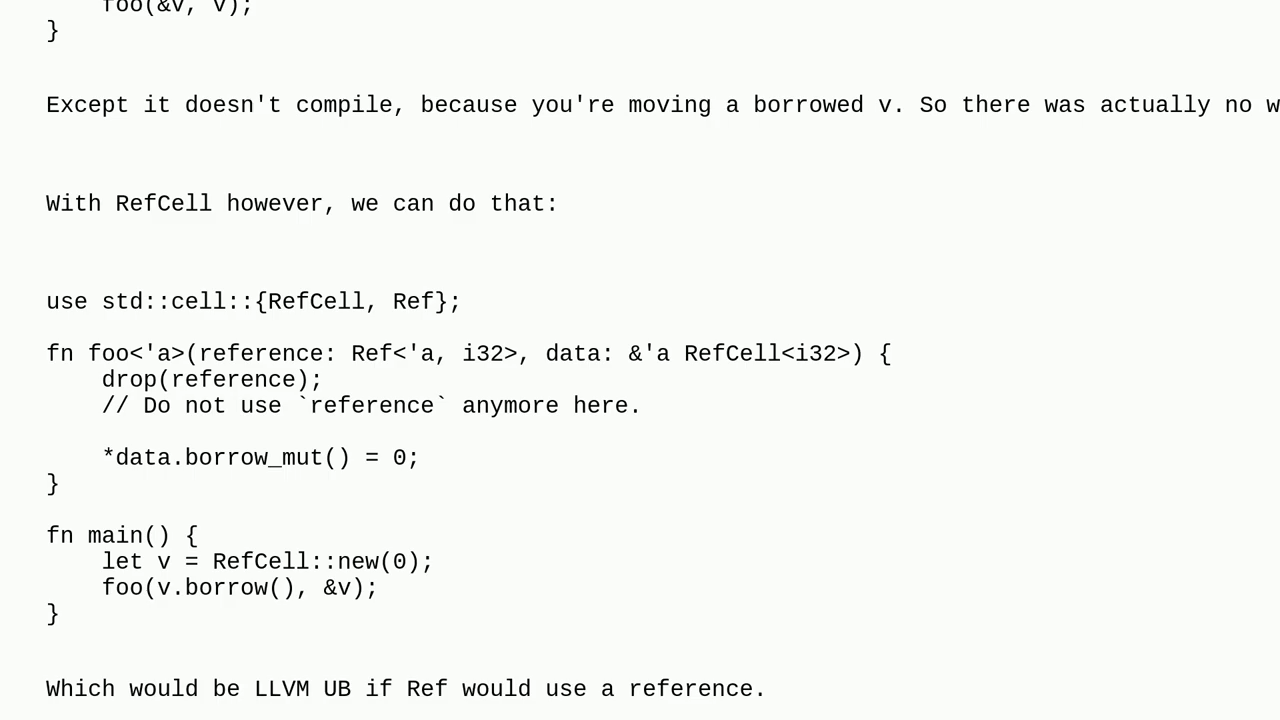 foo(&v, v);
}
Except it doesn't compile, because you're moving a borrowed v. So there was actually no
With RefCell however, we can do that:
use std::cell::{RefCell, Ref};
fn foo<'a>(reference: Ref<'a, i32>, data: &'a RefCell<i32>) {
    drop(reference);
    // Do not use `reference` anymore here.
    *data.borrow_mut() = 0;
}
fn main() {
    let v = RefCell::new(0);
    foo(v.borrow(), &v);
}
Which would be LLVM UB if Ref would use a reference.